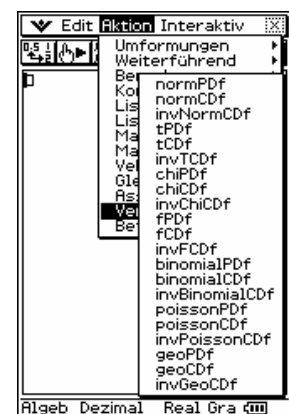 Edit Aktion Interaktiv
Umformungen
Weiterführend
normPDf
normCDf
invNormCDf
tPDf
tCDf
invTCDf
chiPDf
chiCDf
invChiCDf
fPDf
fCDf
invFCDf
binomialPDf
binomialCDf
invBinomialCDf
poissonPDf
poissonCDf
invPoissonCDf
geoPDf
geoCDf
invGeoCDf
Algeb Dezimal Real Gra